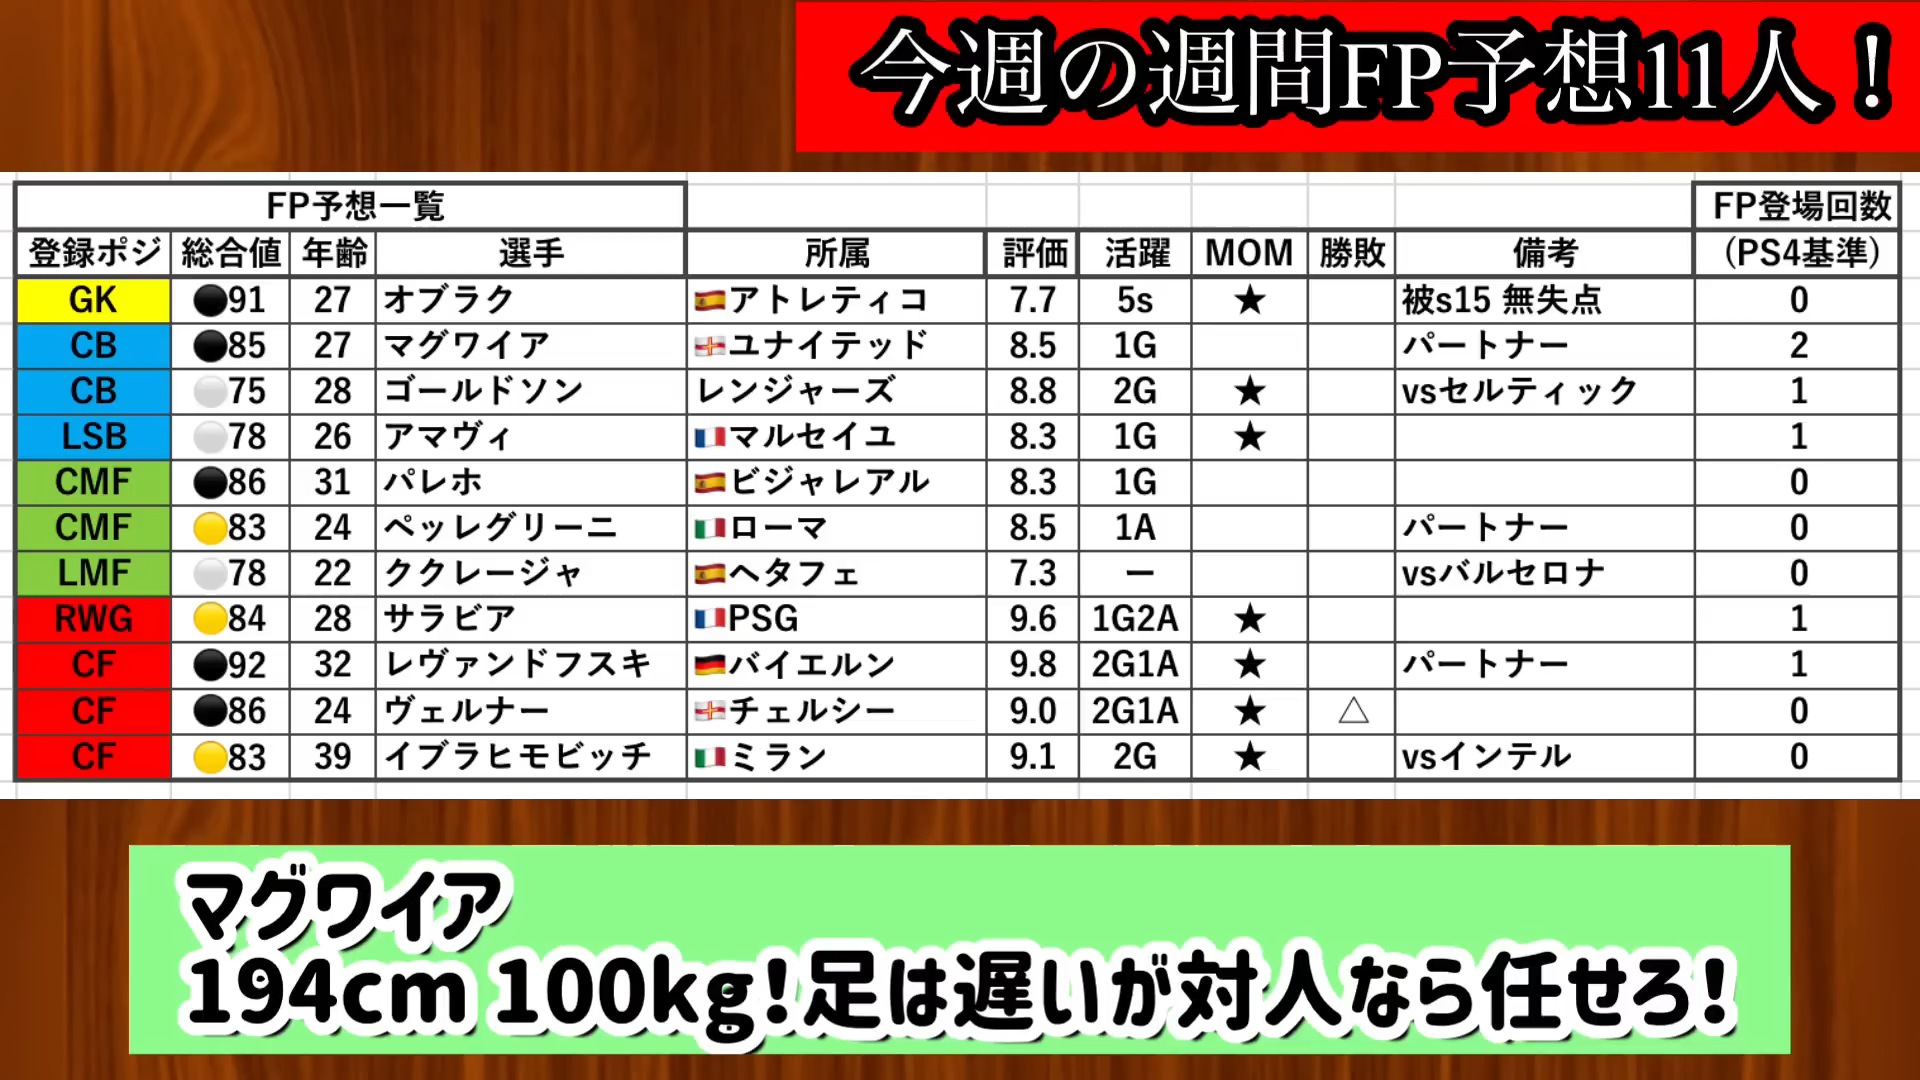 今週の週間FP予想11人！
FP予想一覧 FP登場回数
登録ポジ 総合値 年齢 選手 所属 評価 活躍 MOM 勝敗 備考 (PS4基準)
GK 91 27 オブラク アトレティコ 7.7 5s ★ 被s15 無失点 0
CB 85 27 マグワイア ユナイテッド 8.5 1G パートナー 2
CB 75 28 ゴールドソン レンジャーズ 8.8 2G ★ vsセルティック 1
LSB 78 26 アマヴィ マルセイユ 8.3 1G ★ 1
CMF 86 31 パレホ ビジャレアル 8.3 1G 0
CMF 83 24 ペッレグリーニ ローマ 8.5 1A パートナー 0
LMF 78 22 ククレージャ ヘタフェ 7.3 ー vsバルセロナ 0
RWG 84 28 サラビア PSG 9.6 1G2A ★ 1
CF 92 32 レヴァンドフスキ バイエルン 9.8 2G1A ★ パートナー 1
CF 86 24 ヴェルナー チェルシー 9.0 2G1A ★ △ 0
CF 83 39 イブラヒモビッチ ミラン 9.1 2G ★ vsインテル 0
マグワイア
194cm 100kg！足は遅いが対人なら任せろ！